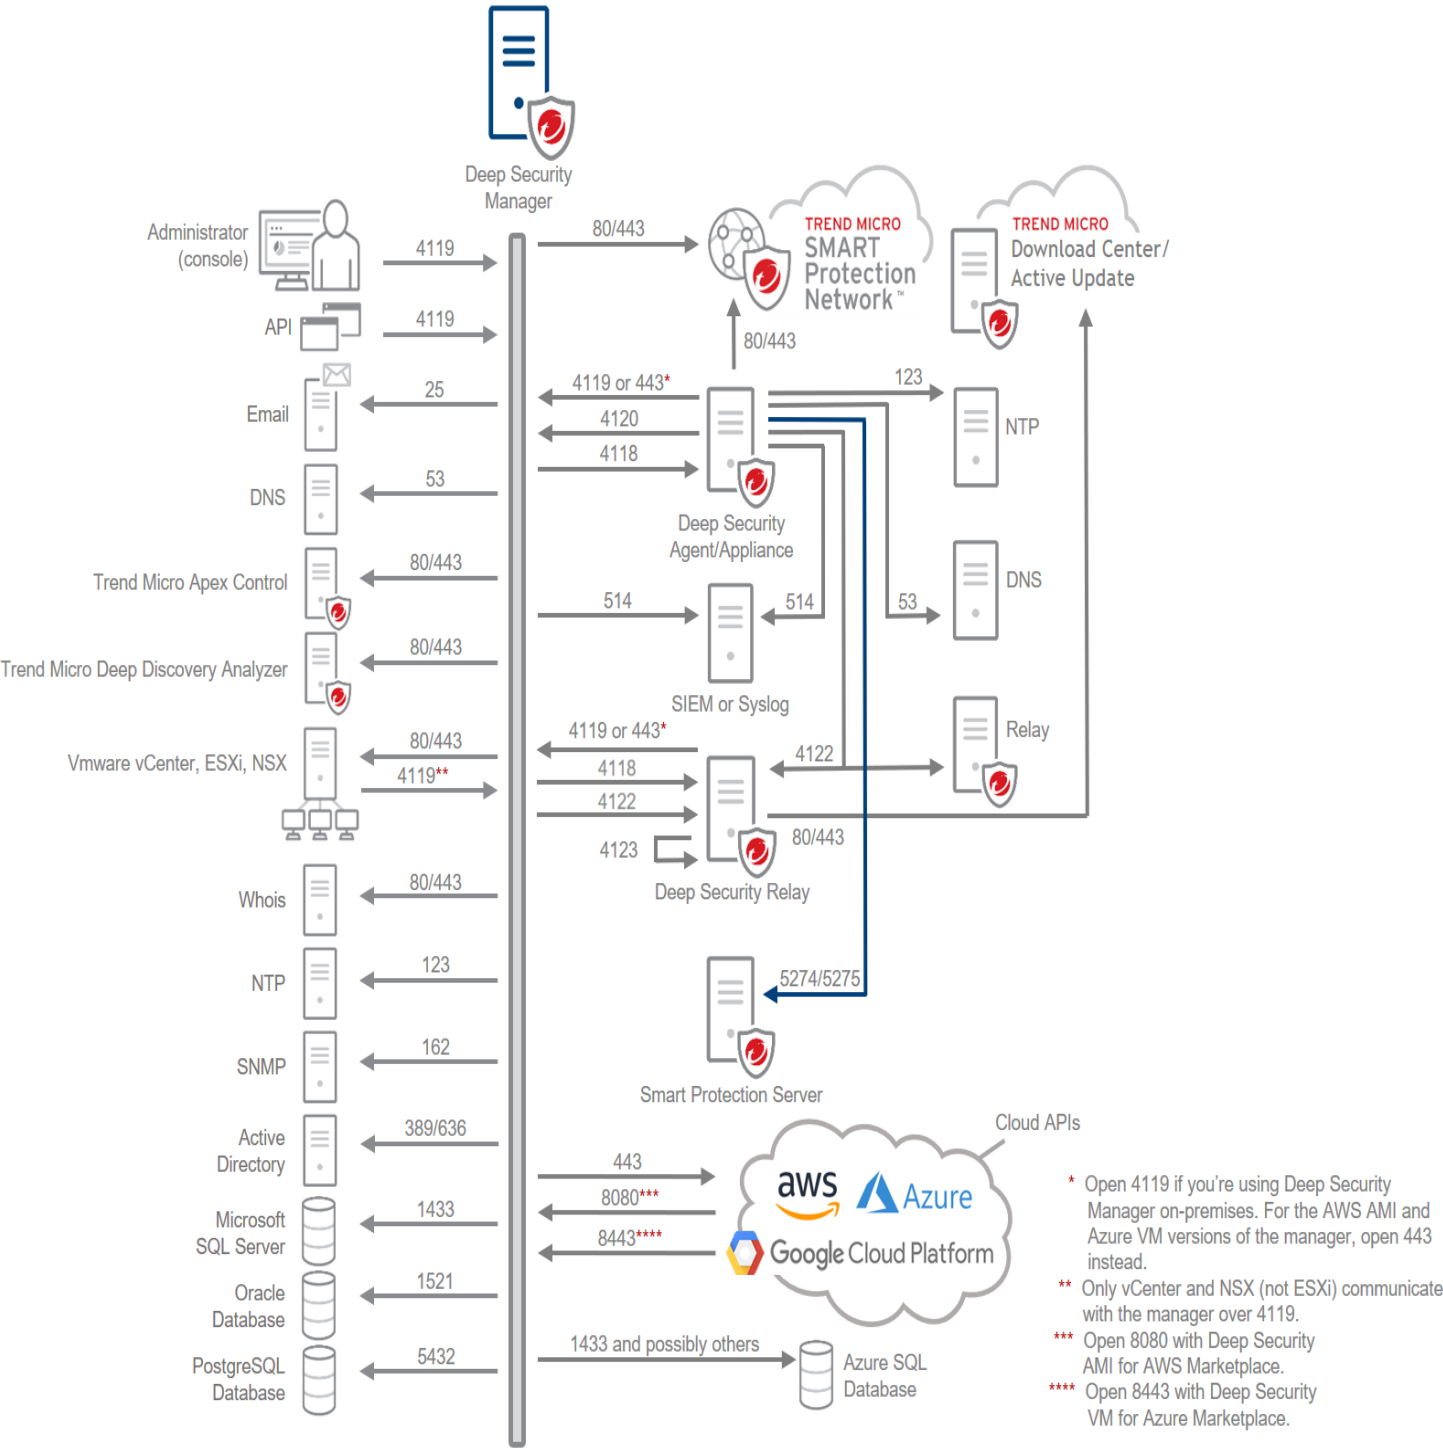 Deep Security
Manager
Administrator
(console)
4119
80/443
TREND MICRO
SMART
Protection
Network™
TREND MICRO
Download Center/
Active Update
API
4119
80/443
Email
25
4119 or 443*
4120
4118
123
NTP
DNS
53
Deep Security
Agent/Appliance
Trend Micro Apex Control
80/443
514
514
53
DNS
Trend Micro Deep Discovery Analyzer
80/443
SIEM or Syslog
Vmware vCenter, ESXi, NSX
80/443
4119**
4119 or 443*
4118
4122
4123
4122
Relay
80/443
Deep Security Relay
Whois
80/443
NTP
123
5274/5275
SNMP
162
Smart Protection Server
Active
Directory
389/636
Cloud APIs
443
8080***
8443****
aws
Azure
Google Cloud Platform
Microsoft
SQL Server
1433
Oracle
Database
1521
PostgreSQL
Database
5432
1433 and possibly others
Azure SQL
Database
* Open 4119 if you're using Deep Security
Manager on-premises. For the AWS AMI and
Azure VM versions of the manager, open 443
instead.
** Only vCenter and NSX (not ESXi) communicate
with the manager over 4119.
*** Open 8080 with Deep Security
AMI for AWS Marketplace.
**** Open 8443 with Deep Security
VM for Azure Marketplace.